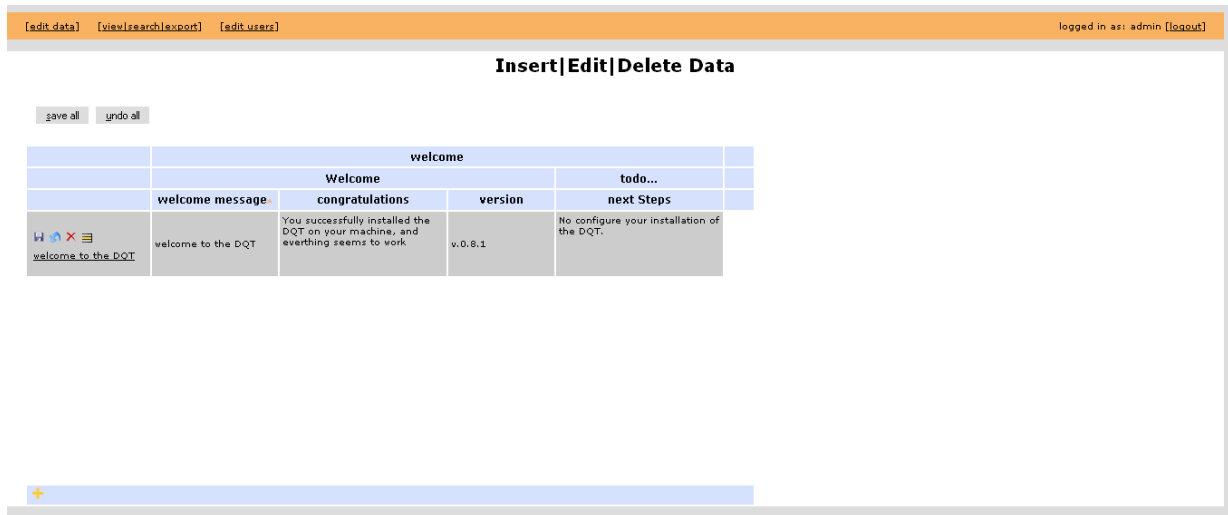 [edit data] [view|search|export] [edit users] logged in as: admin [logout]
Insert|Edit|Delete Data
save all undo all
welcome
Welcome todo...
welcome message congratulations version next Steps
welcome to the DQT
welcome to the DQT
You successfully installed the
DQT on your machine, and
everthing seems to work
v.0.8.1
No configure your installation of
the DQT.